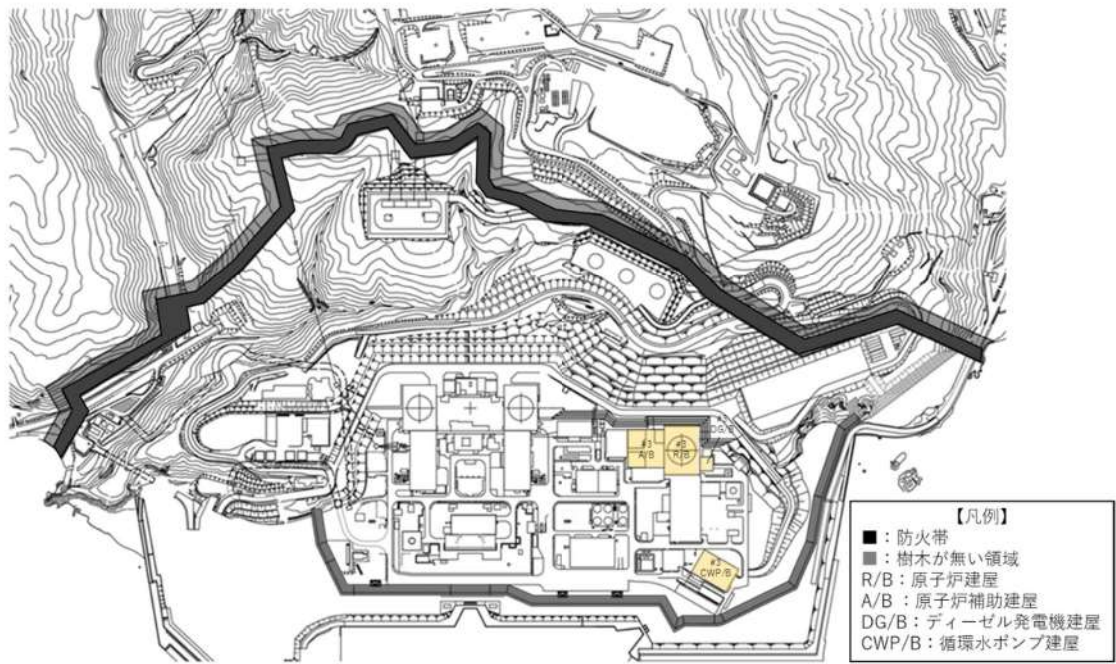 DG/B
#3
A/B
#3
R/B
#3
CWP/B
【凡例】
■：防火帯
■：樹木が無い領域
R/B：原子炉建屋
A/B：原子炉補助建屋
DG/B：ディーゼル発電機建屋
CWP/B：循環水ポンプ建屋